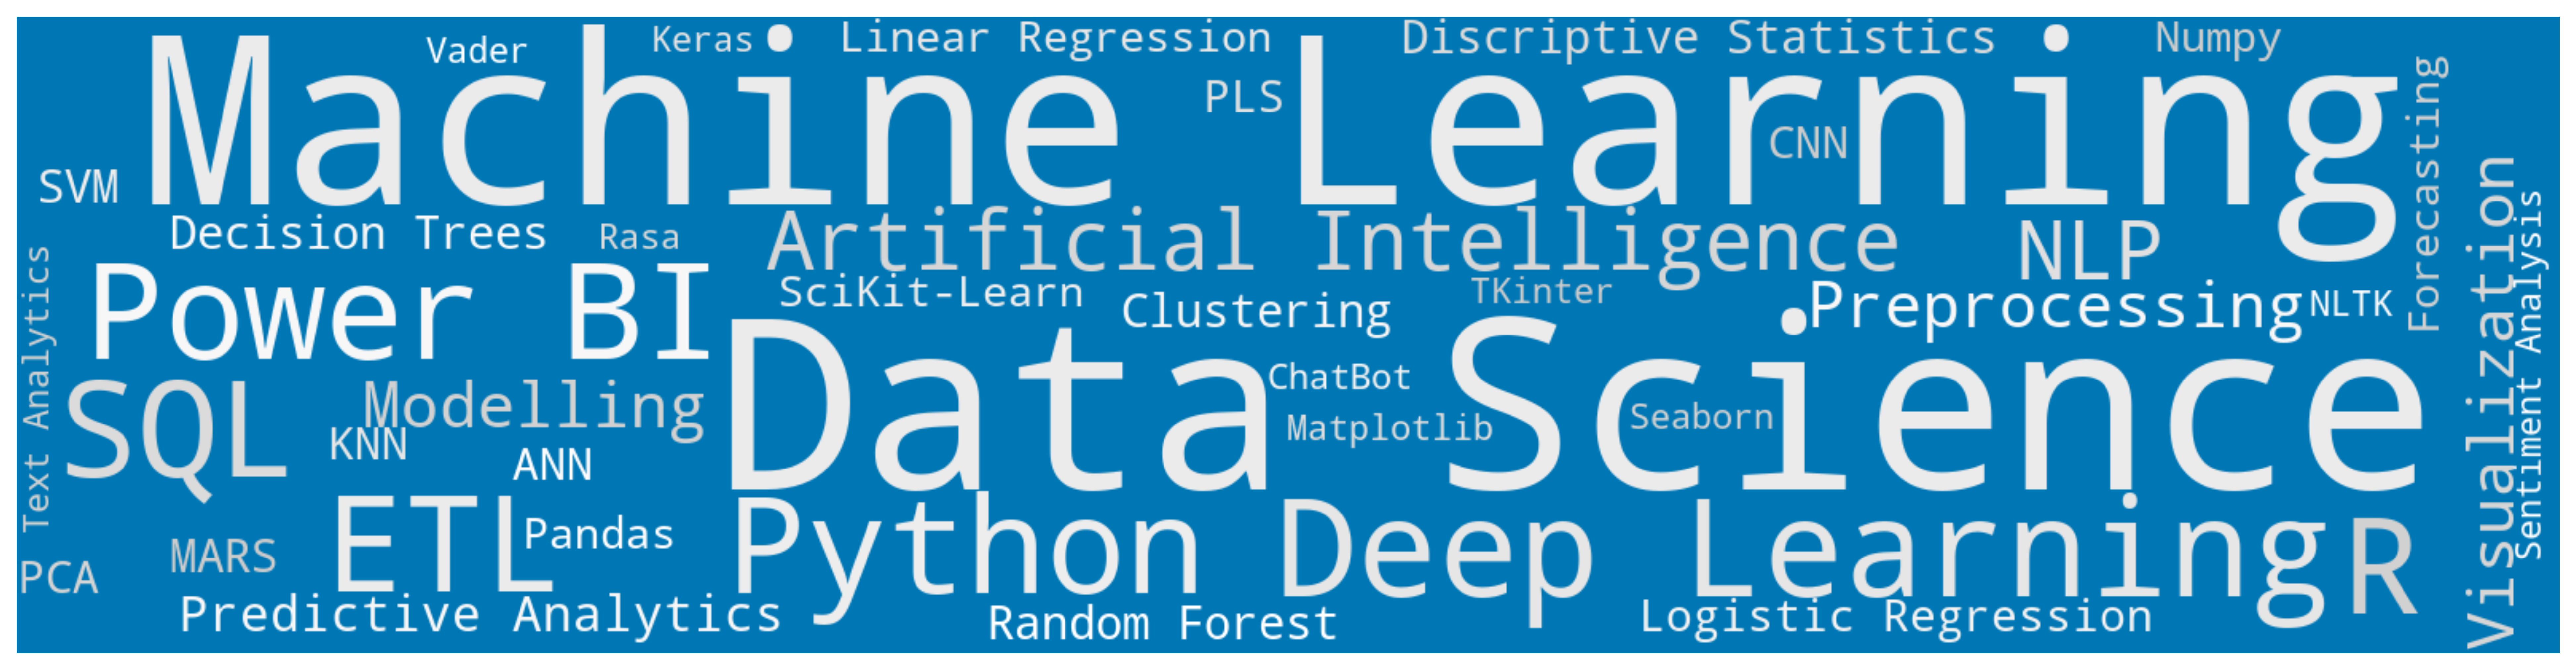 Vader
Keras
Linear Regression
Discriptive Statistics
Numpy
Machine Learning
PLS
CNN
Forecasting
SVM
Decision Trees
Rasa
Artificial Intelligence
NLP
Visualization
Sentiment Analysis
Text Analytics
Power BI
SciKit-Learn
Clustering
TKinter
Preprocessing
NLTK
Data Science
ChatBot
Matplotlib
Seaborn
SQL
Modelling
KNN
ANN
ETL
Pandas
Python
Deep Learning
R
MARS
PCA
Predictive Analytics
Random Forest
Logistic Regression